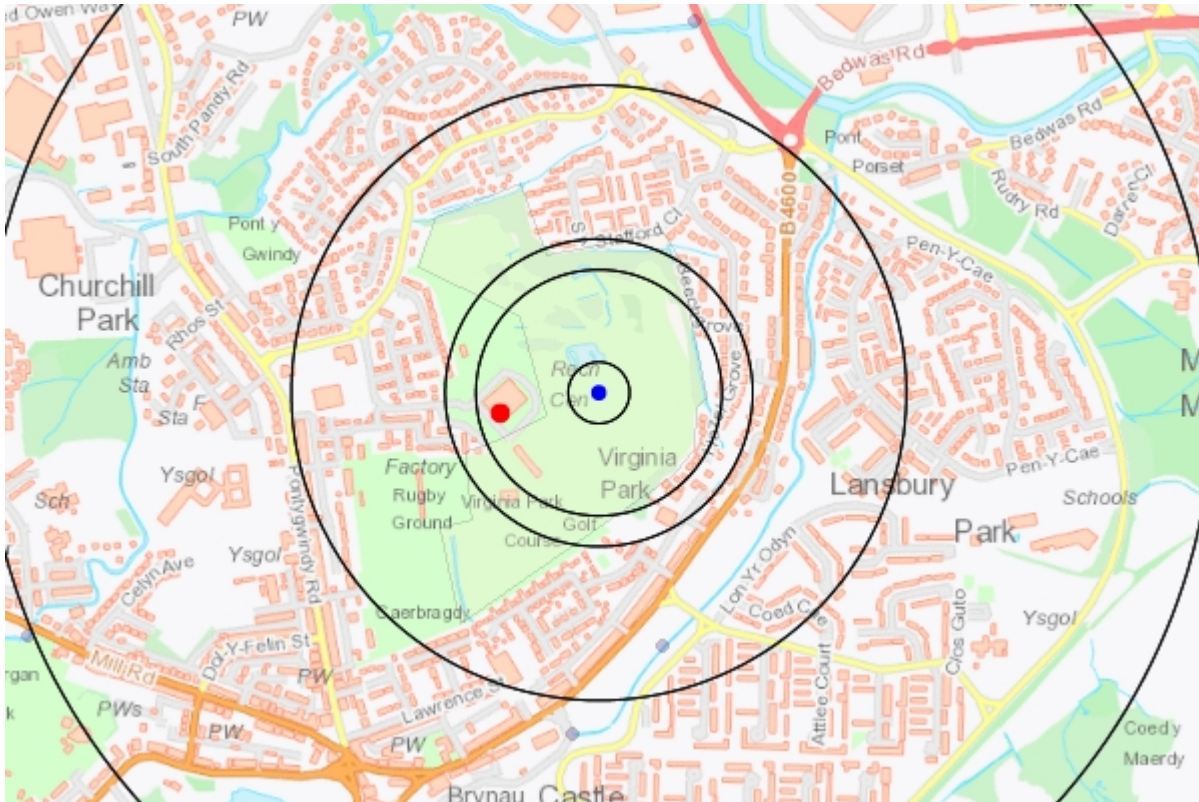 d Owen Wa
PW
Bedwas Rd
South Pandy Rd
Bedwas Rd
Pont
Porset
Rudry Rd
Darren Cl
B4600
Pont y
Gwindy
Stafford Cl
Pen-Y-Cae
Churchill
Park
Rhos St
Beech
Grove
Amb
Sta
F
Sta
Recn
Cen
Grove
M
M
Factory
Virginia
Park
Pen-Y-Cae
Ysgol
Rugby
Ground
Virginia Park
Golf
Course
Lansbury
Park
Schools
Sch
Ysgol
Pontygwindy Rd
Celyn Ave
Lon-Yr-Odyn
Coed Cae
Clos Guto
Ysgol
Gaerbragdy
Dol-Y-Felin St
Mill Rd
PW
rgan
k
Lawrence St
Attlee Court
PWs
PW
PW
Coed y
Maerdy
Brynau
Castle